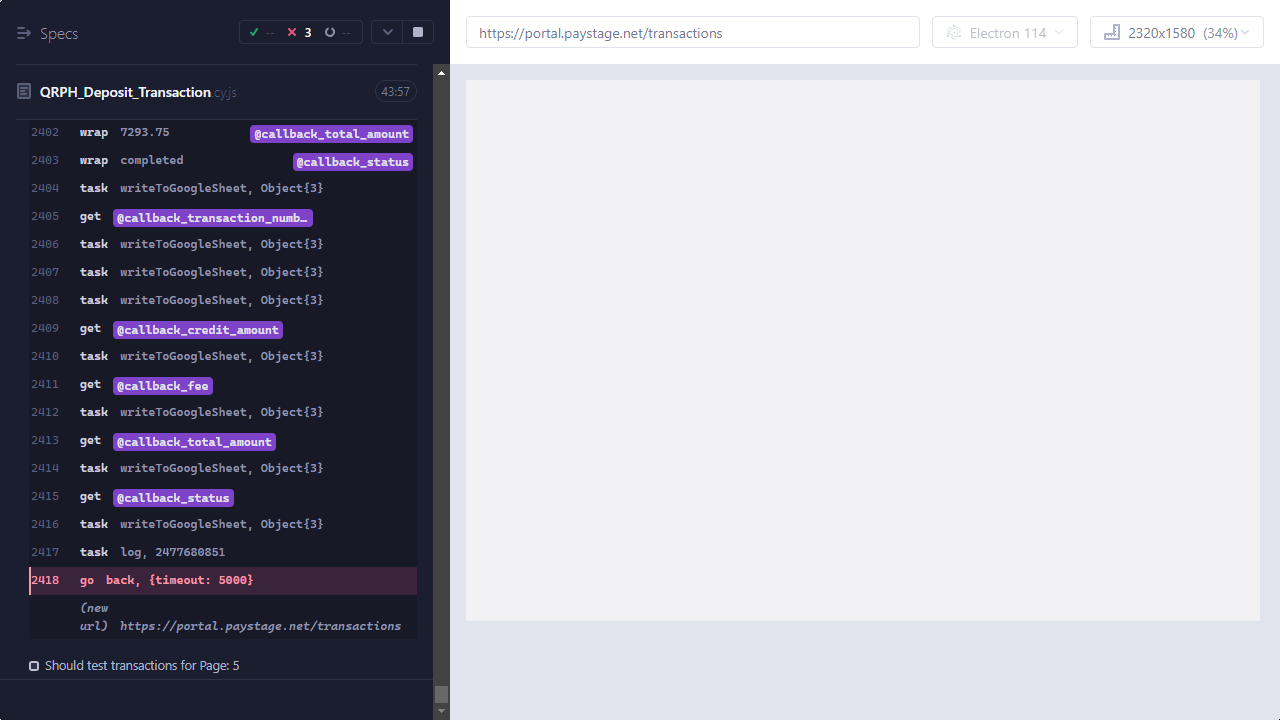 Specs
-- 3 --
https://portal.paystage.net/transactions
Electron 114
2320x1580 (34%)
QRPH_Deposit_Transaction.cy.js
43:57
2402 wrap 7293.75 @callback_total_amount
2403 wrap completed @callback_status
2404 task writeToGoogleSheet, Object{3}
2405 get @callback_transaction_numb…
2406 task writeToGoogleSheet, Object{3}
2407 task writeToGoogleSheet, Object{3}
2408 task writeToGoogleSheet, Object{3}
2409 get @callback_credit_amount
2410 task writeToGoogleSheet, Object{3}
2411 get @callback_fee
2412 task writeToGoogleSheet, Object{3}
2413 get @callback_total_amount
2414 task writeToGoogleSheet, Object{3}
2415 get @callback_status
2416 task writeToGoogleSheet, Object{3}
2417 task log, 2477680851
2418 go back, {timeout: 5000}
(new
url) https://portal.paystage.net/transactions
Should test transactions for Page: 5